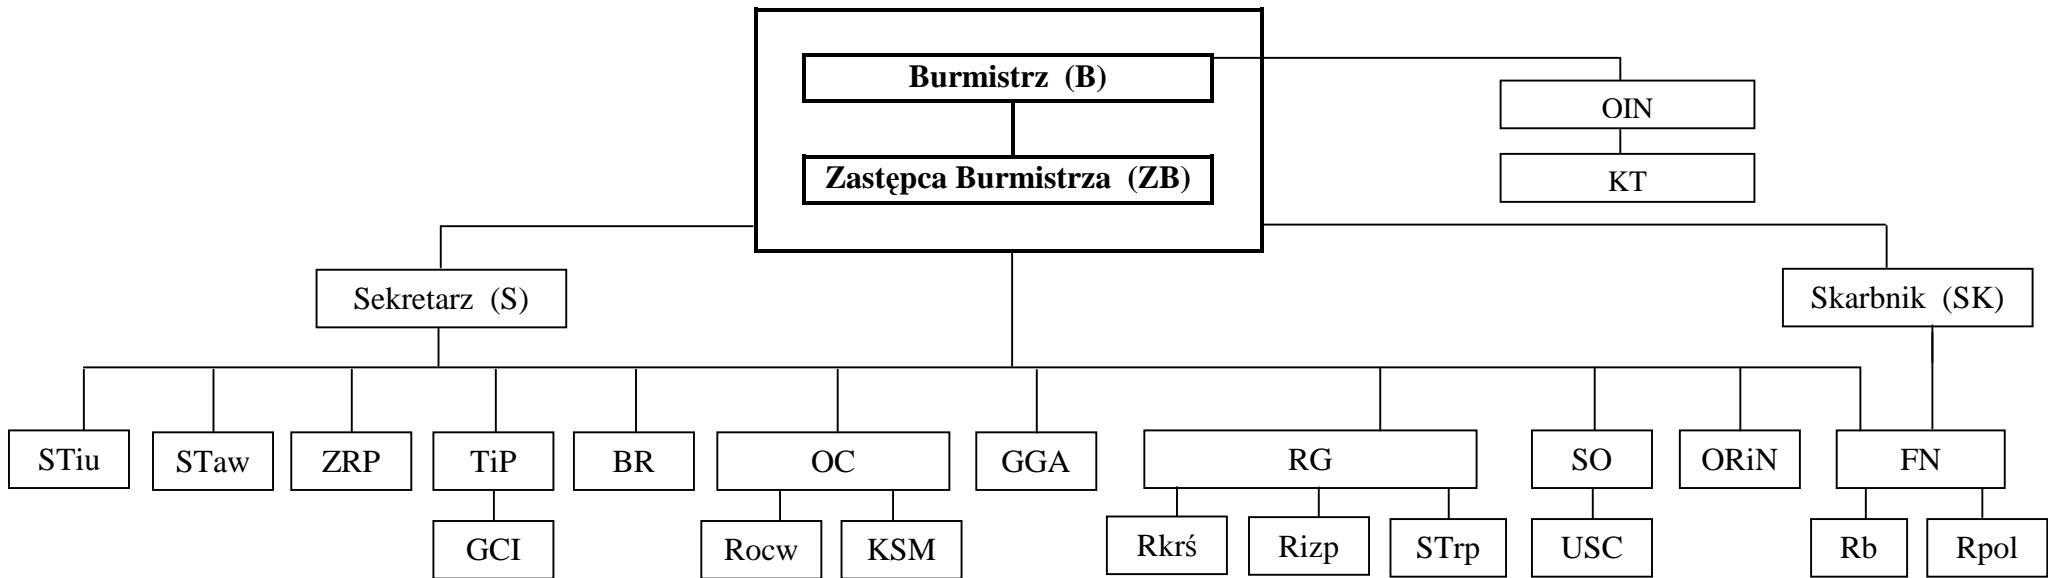 Burmistrz (B)
OIN
Zastępca Burmistrza (ZB)
KT
Sekretarz (S)
Skarbnik (SK)
STiu
STaw
ZRP
TiP
BR
OC
GGA
RG
SO
ORiN
FN
GCI
Rocw
KSM
Rkrś
Rizp
STrp
USC
Rb
Rpol